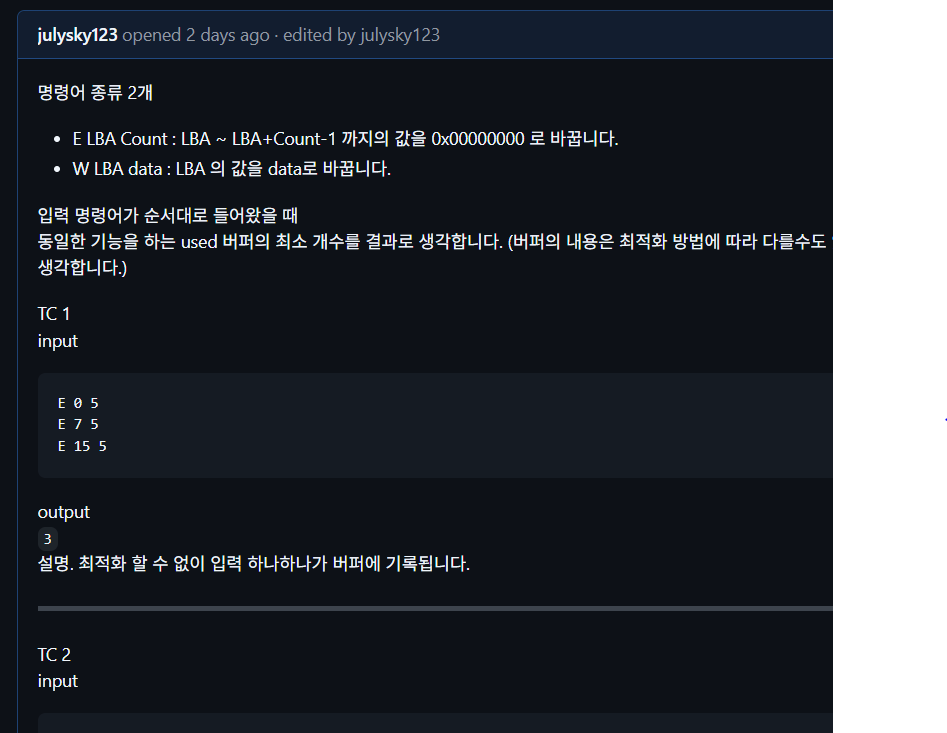 julysky123 opened 2 days ago · edited by julysky123
명령어 종류 2개
• E LBA Count : LBA ~ LBA+Count-1 까지의 값을 0x00000000 로 바꿉니다.
• W LBA data : LBA 의 값을 data로 바꿉니다.
입력 명령어가 순서대로 들어왔을 때
동일한 기능을 하는 used 버퍼의 최소 개수를 결과로 생각합니다. (버퍼의 내용은 최적화 방법에 따라 다를수도
생각합니다.)
TC 1
input
E 0 5
E 7 5
E 15 5
output
3
설명. 최적화 할 수 없이 입력 하나하나가 버퍼에 기록됩니다.
TC 2
input